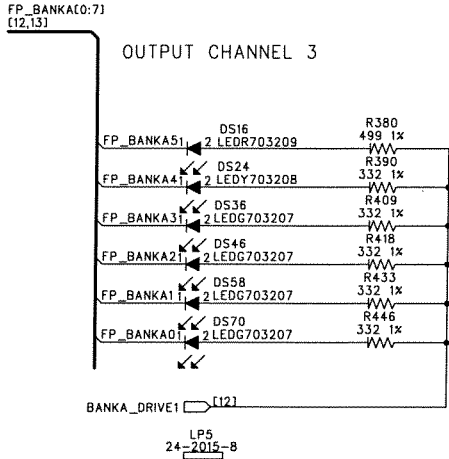 FP_BANKA[0:7]
[12,13]
OUTPUT CHANNEL 3
R380
499 1%
DS16
FP_BANKA5 1 2 LEDR703209
R390
332 1%
DS24
FP_BANKA4 1 2 LEDY703208
R409
332 1%
DS36
FP_BANKA3 1 2 LEDG703207
R418
332 1%
DS46
FP_BANKA2 1 2 LEDG703207
R433
332 1%
DS58
FP_BANKA1 1 2 LEDG703207
R446
332 1%
DS70
FP_BANKA0 1 2 LEDG703207
BANKA_DRIVE1 [12]
LP5
24-2015-8